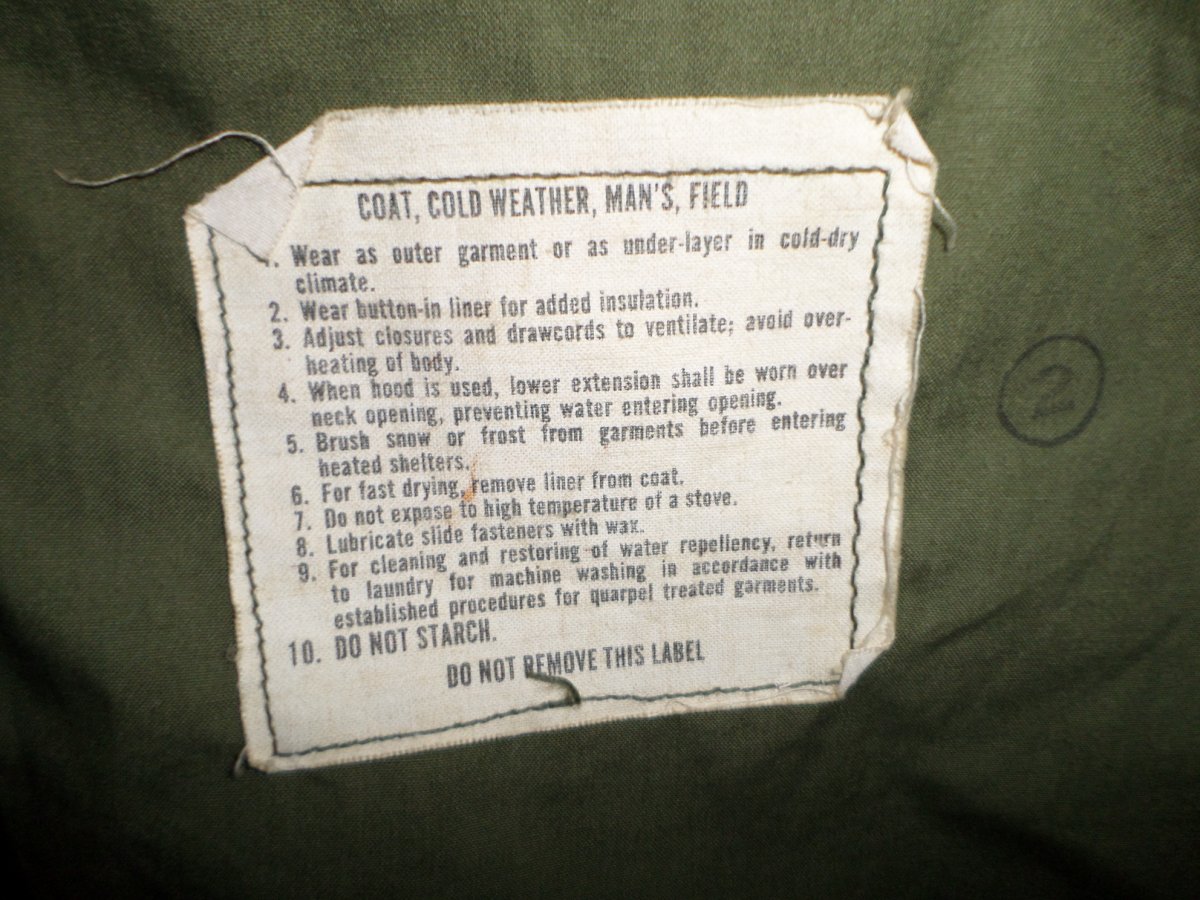 COAT, COLD WEATHER, MAN'S, FIELD
. Wear as outer garment or as under-layer in cold-dry
climate.
2. Wear button-in liner for added insulation.
3. Adjust closures and drawcords to ventilate; avoid over-
heating of body.
4. When hood is used, lower extension shall be worn over
neck opening, preventing water entering opening.
5. Brush snow or frost from garments before entering
heated shelters.
6. For fast drying, remove liner from coat.
7. Do not expose to high temperature of a stove.
8. Lubricate slide fasteners with wax.
9. For cleaning and restoring of water repellency, return
to laundry for machine washing in accordance with
established procedures for quarpel treated garments.
10. DO NOT STARCH.
DO NOT REMOVE THIS LABEL
2